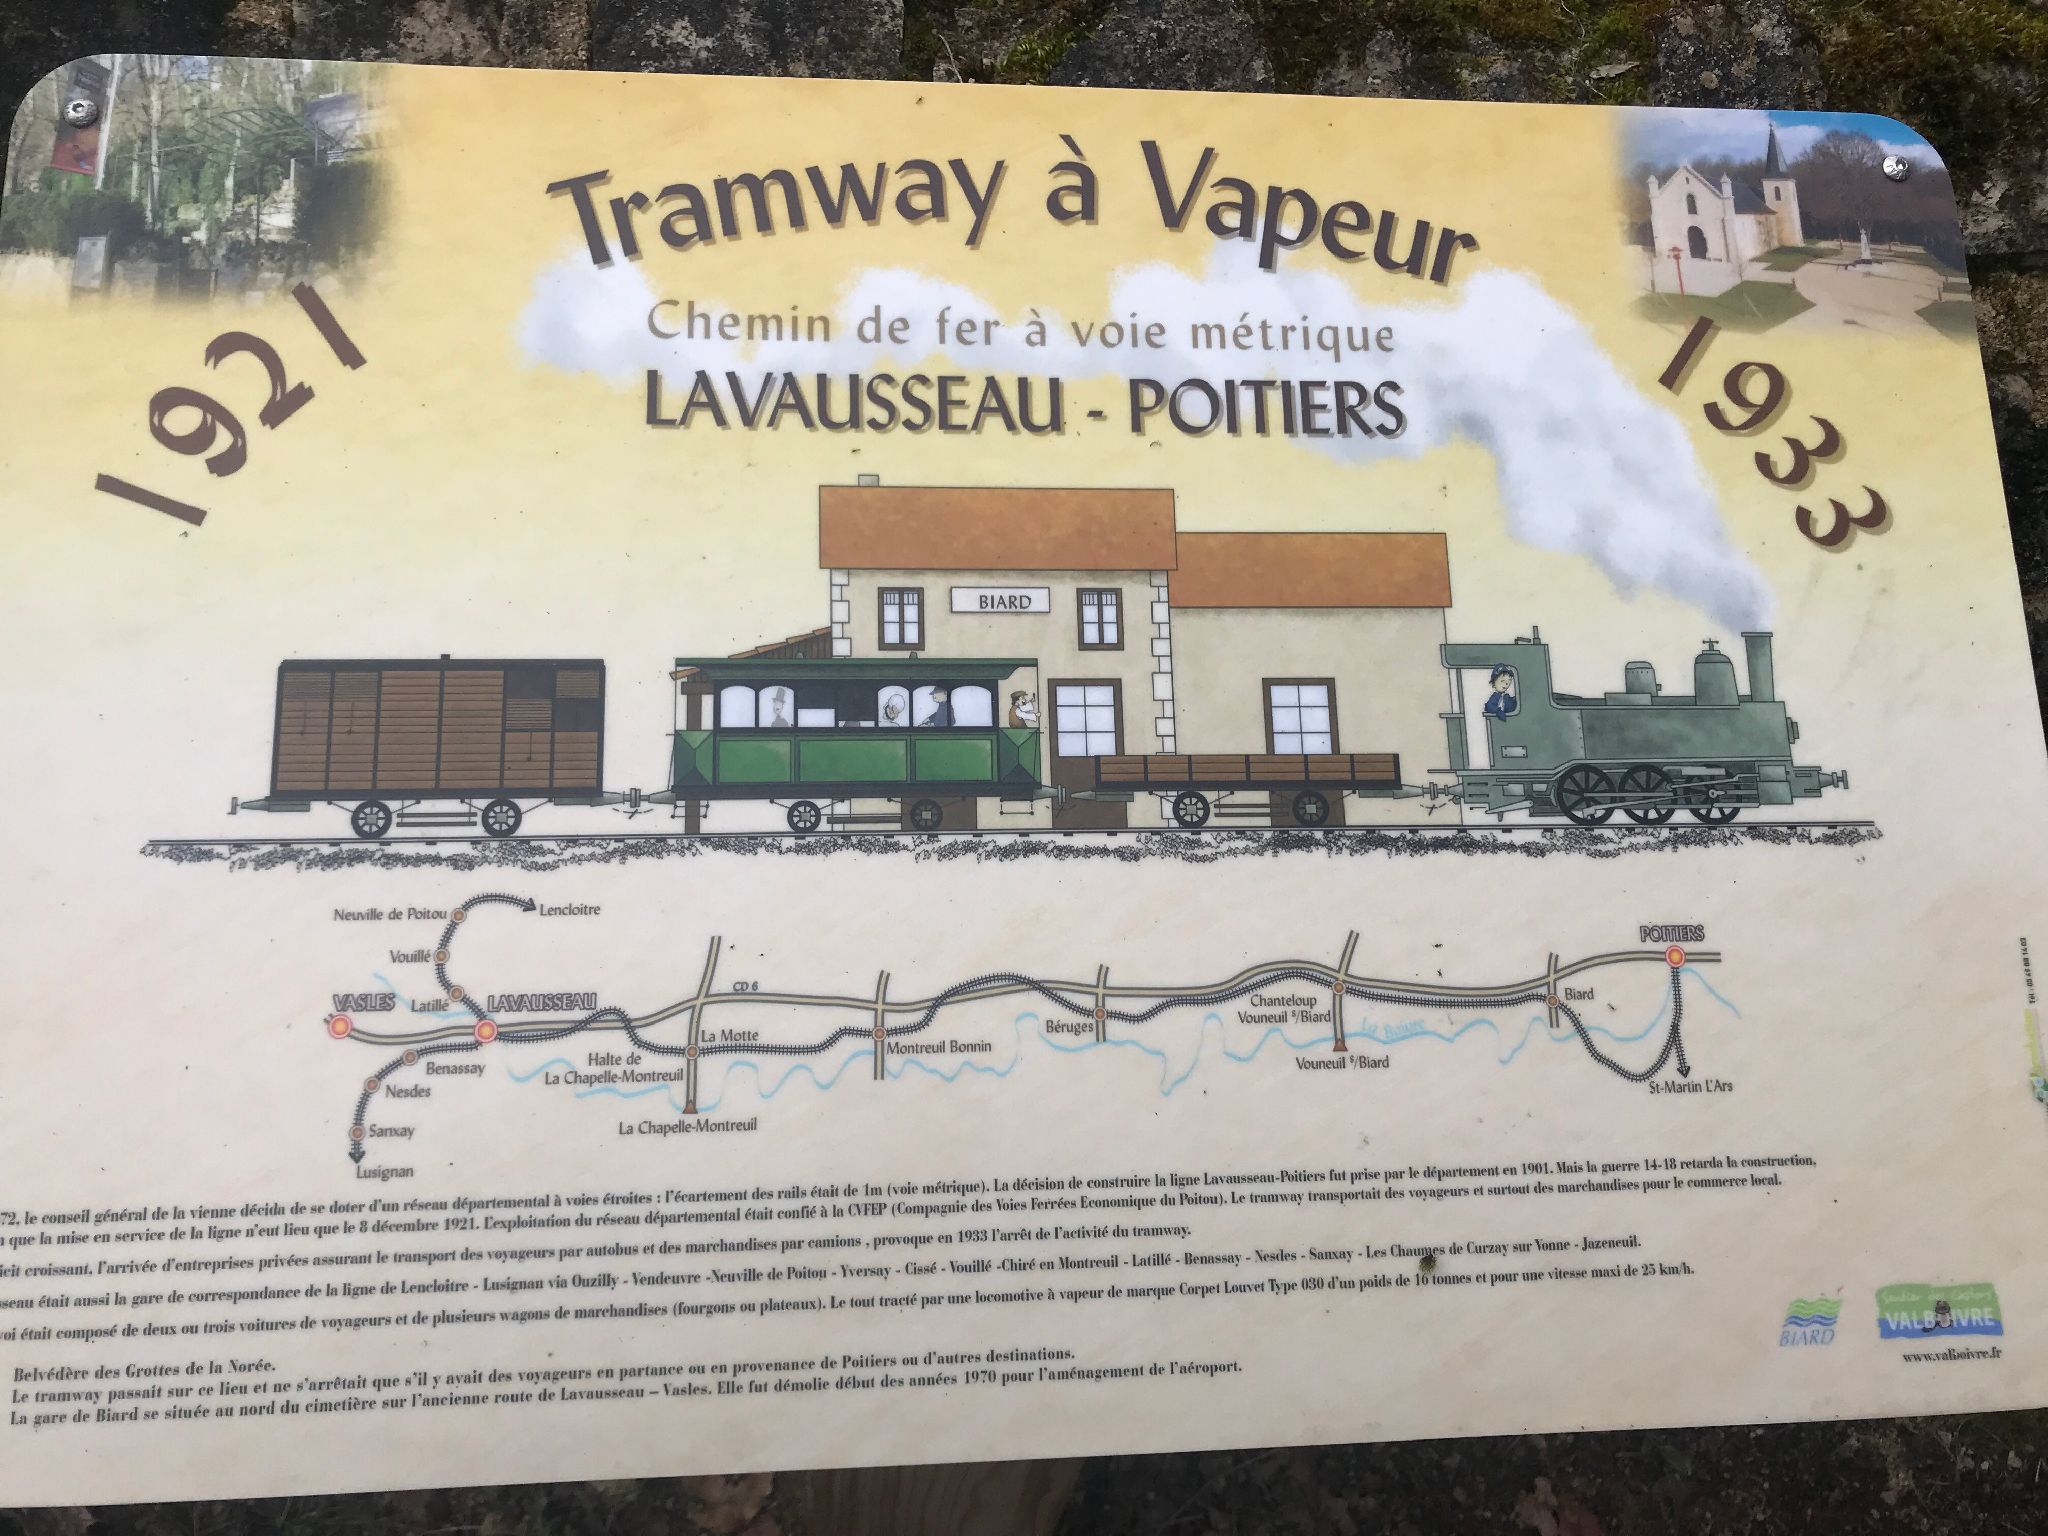 Tramway à Vapeur
1921
1933
Chemin de fer à voie métrique
LAVAUSSEAU - POITIERS
BIARD
Neuville de Poitou
Lencloitre
Vouillé
Latillé
VASLES
LAVAUSSEAU
Benassay
Nesdes
Sanxay
Lusignan
CD 6
La Motte
Halte de
La Chapelle-Montreuil
La Chapelle-Montreuil
Montreuil Bonnin
Béruges
Chanteloup
Vouneuil s/Biard
Vouneuil s/Biard
La Boivre
Biard
POITIERS
St-Martin L'Ars
72, le conseil général de la vienne décida de se doter d'un réseau départemental à voies étroites : l'écartement des rails était de 1m (voie métrique). La décision de construire la ligne Lavausseau-Poitiers fut prise par le département en 1901. Mais la guerre 14-18 retarda la construction,
que la mise en service de la ligne n'eut lieu que le 8 décembre 1921. L'exploitation du réseau départemental était confié à la CVFEP (Compagnie des Voies Ferrées Economique du Poitou). Le tramway transportait des voyageurs et surtout des marchandises pour le commerce local.
icit croissant, l'arrivée d'entreprises privées assurant le transport des voyageurs par autobus et des marchandises par camions , provoque en 1933 l'arrêt de l'activité du tramway.
sseau était aussi la gare de correspondance de la ligne de Lencloitre - Lusignan via Ouzilly - Vendeuvre -Neuville de Poitou - Yversay - Cissé - Vouillé -Chiré en Montreuil - Latillé - Benassay - Nesdes - Sanxay - Les Chaumes de Curzay sur Vonne - Jazeneuil.
voi était composé de deux ou trois voitures de voyageurs et de plusieurs wagons de marchandises (fourgons ou plateaux). Le tout tracté par une locomotive à vapeur de marque Corpet Louvet Type 030 d'un poids de 16 tonnes et pour une vitesse maxi de 25 km/h.
Belvédère des Grottes de la Norée.
Le tramway passait sur ce lieu et ne s'arrêtait que s'il y avait des voyageurs en partance ou en provenance de Poitiers ou d'autres destinations.
La gare de Biard se située au nord du cimetière sur l'ancienne route de Lavausseau – Vasles. Elle fut démolie début des années 1970 pour l'aménagement de l'aéroport.
BIARD
VALBOIVRE
www.valboivre.fr